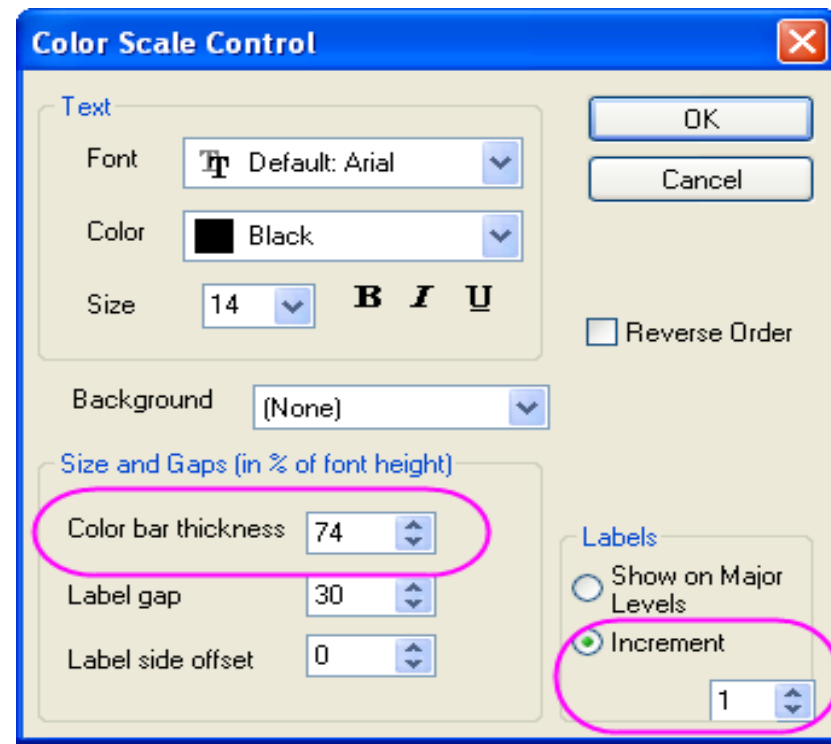 Color Scale Control
Text
Font Default: Arial
Color Black
Size 14 B I U
OK
Cancel
Reverse Order
Background (None)
Size and Gaps (in % of font height)
Color bar thickness 74
Label gap 30
Label side offset 0
Labels
Show on Major
Levels
Increment
1